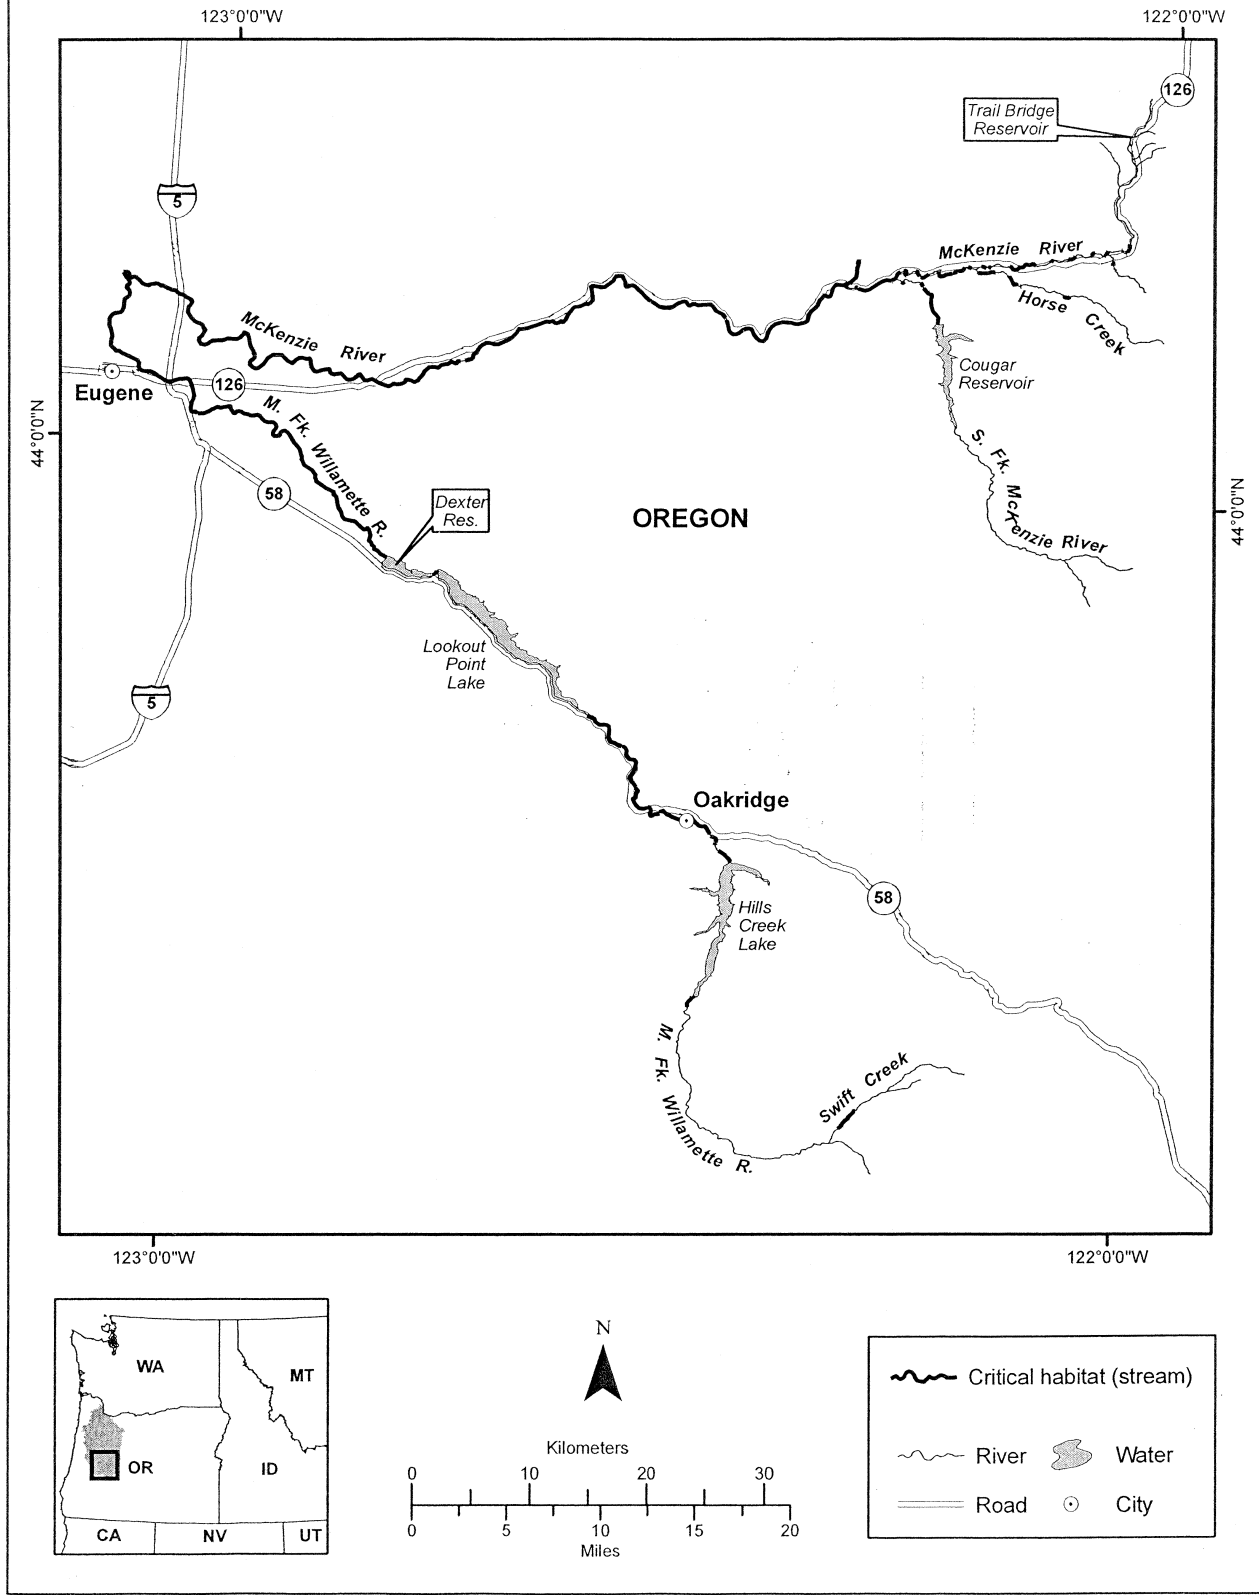 123°0'0"W
122°0'0"W
126
Trail Bridge
Reservoir
5
McKenzie River
Horse Creek
McKenzie River
Cougar
Reservoir
Eugene
126
M. Fk. Willamette R.
44°0'0"N
S. Fk. McKenzie River
58
Dexter
Res.
OREGON
44°0'0"N
Lookout
Point
Lake
5
Oakridge
58
Hills
Creek
Lake
M. Fk. Willamette R.
Swift Creek
123°0'0"W
122°0'0"W
WA
MT
OR
ID
CA
NV
UT
N
Kilometers
0 10 20 30
0 5 10 15 20
Miles
Critical habitat (stream)
River
Water
Road
City